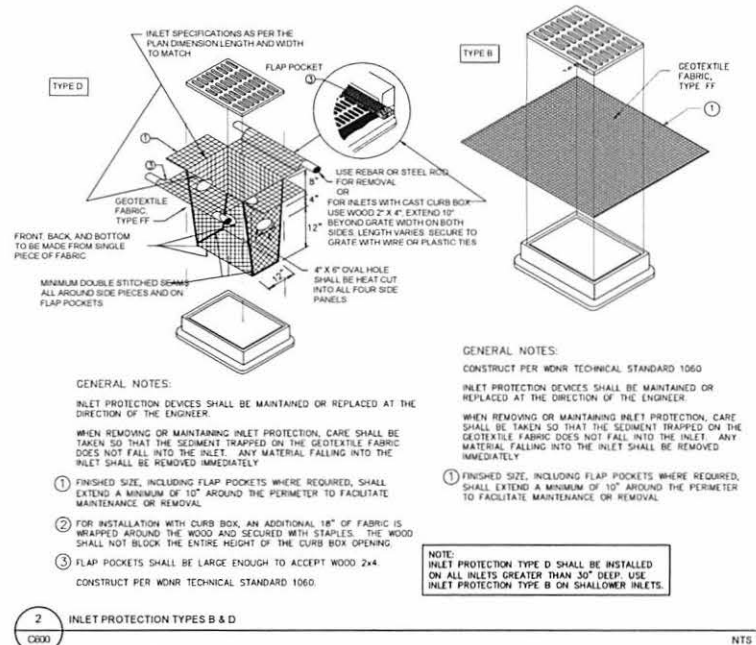 INLET SPECIFICATIONS AS PER THE
PLAN DIMENSION LENGTH AND WIDTH
TO MATCH
TYPE D
FLAP POCKET
3
1
3
GEOTEXTILE
FABRIC,
TYPE FF
FRONT, BACK, AND BOTTOM
TO BE MADE FROM SINGLE
PIECE OF FABRIC
MINIMUM DOUBLE STITCHED SEAMS
ALL AROUND SIDE PIECES AND ON
FLAP POCKETS
8"
4"
12"
12"
USE REBAR OR STEEL ROD
FOR REMOVAL
OR
FOR INLETS WITH CAST CURB BOX
USE WOOD 2" X 4", EXTEND 10"
BEYOND GRATE WIDTH ON BOTH
SIDES, LENGTH VARIES. SECURE TO
GRATE WITH WIRE OR PLASTIC TIES
4" X 6" OVAL HOLE
SHALL BE HEAT CUT
INTO ALL FOUR SIDE
PANELS
GENERAL NOTES:
INLET PROTECTION DEVICES SHALL BE MAINTAINED OR REPLACED AT THE
DIRECTION OF THE ENGINEER.
WHEN REMOVING OR MAINTAINING INLET PROTECTION, CARE SHALL BE
TAKEN SO THAT THE SEDIMENT TRAPPED ON THE GEOTEXTILE FABRIC
DOES NOT FALL INTO THE INLET. ANY MATERIAL FALLING INTO THE
INLET SHALL BE REMOVED IMMEDIATELY
1 FINISHED SIZE, INCLUDING FLAP POCKETS WHERE REQUIRED, SHALL
EXTEND A MINIMUM OF 10" AROUND THE PERIMETER TO FACILITATE
MAINTENANCE OR REMOVAL
2 FOR INSTALLATION WITH CURB BOX, AN ADDITIONAL 18" OF FABRIC IS
WRAPPED AROUND THE WOOD AND SECURED WITH STAPLES. THE WOOD
SHALL NOT BLOCK THE ENTIRE HEIGHT OF THE CURB BOX OPENING.
3 FLAP POCKETS SHALL BE LARGE ENOUGH TO ACCEPT WOOD 2x4.
CONSTRUCT PER WDNR TECHNICAL STANDARD 1060.
TYPE B
GEOTEXTILE
FABRIC,
TYPE FF
1
GENERAL NOTES:
CONSTRUCT PER WDNR TECHNICAL STANDARD 1060
INLET PROTECTION DEVICES SHALL BE MAINTAINED OR
REPLACED AT THE DIRECTION OF THE ENGINEER.
WHEN REMOVING OR MAINTAINING INLET PROTECTION, CARE
SHALL BE TAKEN SO THAT THE SEDIMENT TRAPPED ON THE
GEOTEXTILE FABRIC DOES NOT FALL INTO THE INLET. ANY
MATERIAL FALLING INTO THE INLET SHALL BE REMOVED
IMMEDIATELY
1 FINISHED SIZE, INCLUDING FLAP POCKETS WHERE REQUIRED,
SHALL EXTEND A MINIMUM OF 10" AROUND THE PERIMETER
TO FACILITATE MAINTENANCE OR REMOVAL
NOTE:
INLET PROTECTION TYPE D SHALL BE INSTALLED
ON ALL INLETS GREATER THAN 30" DEEP. USE
INLET PROTECTION TYPE B ON SHALLOWER INLETS.
2
C600
INLET PROTECTION TYPES B & D
NTS